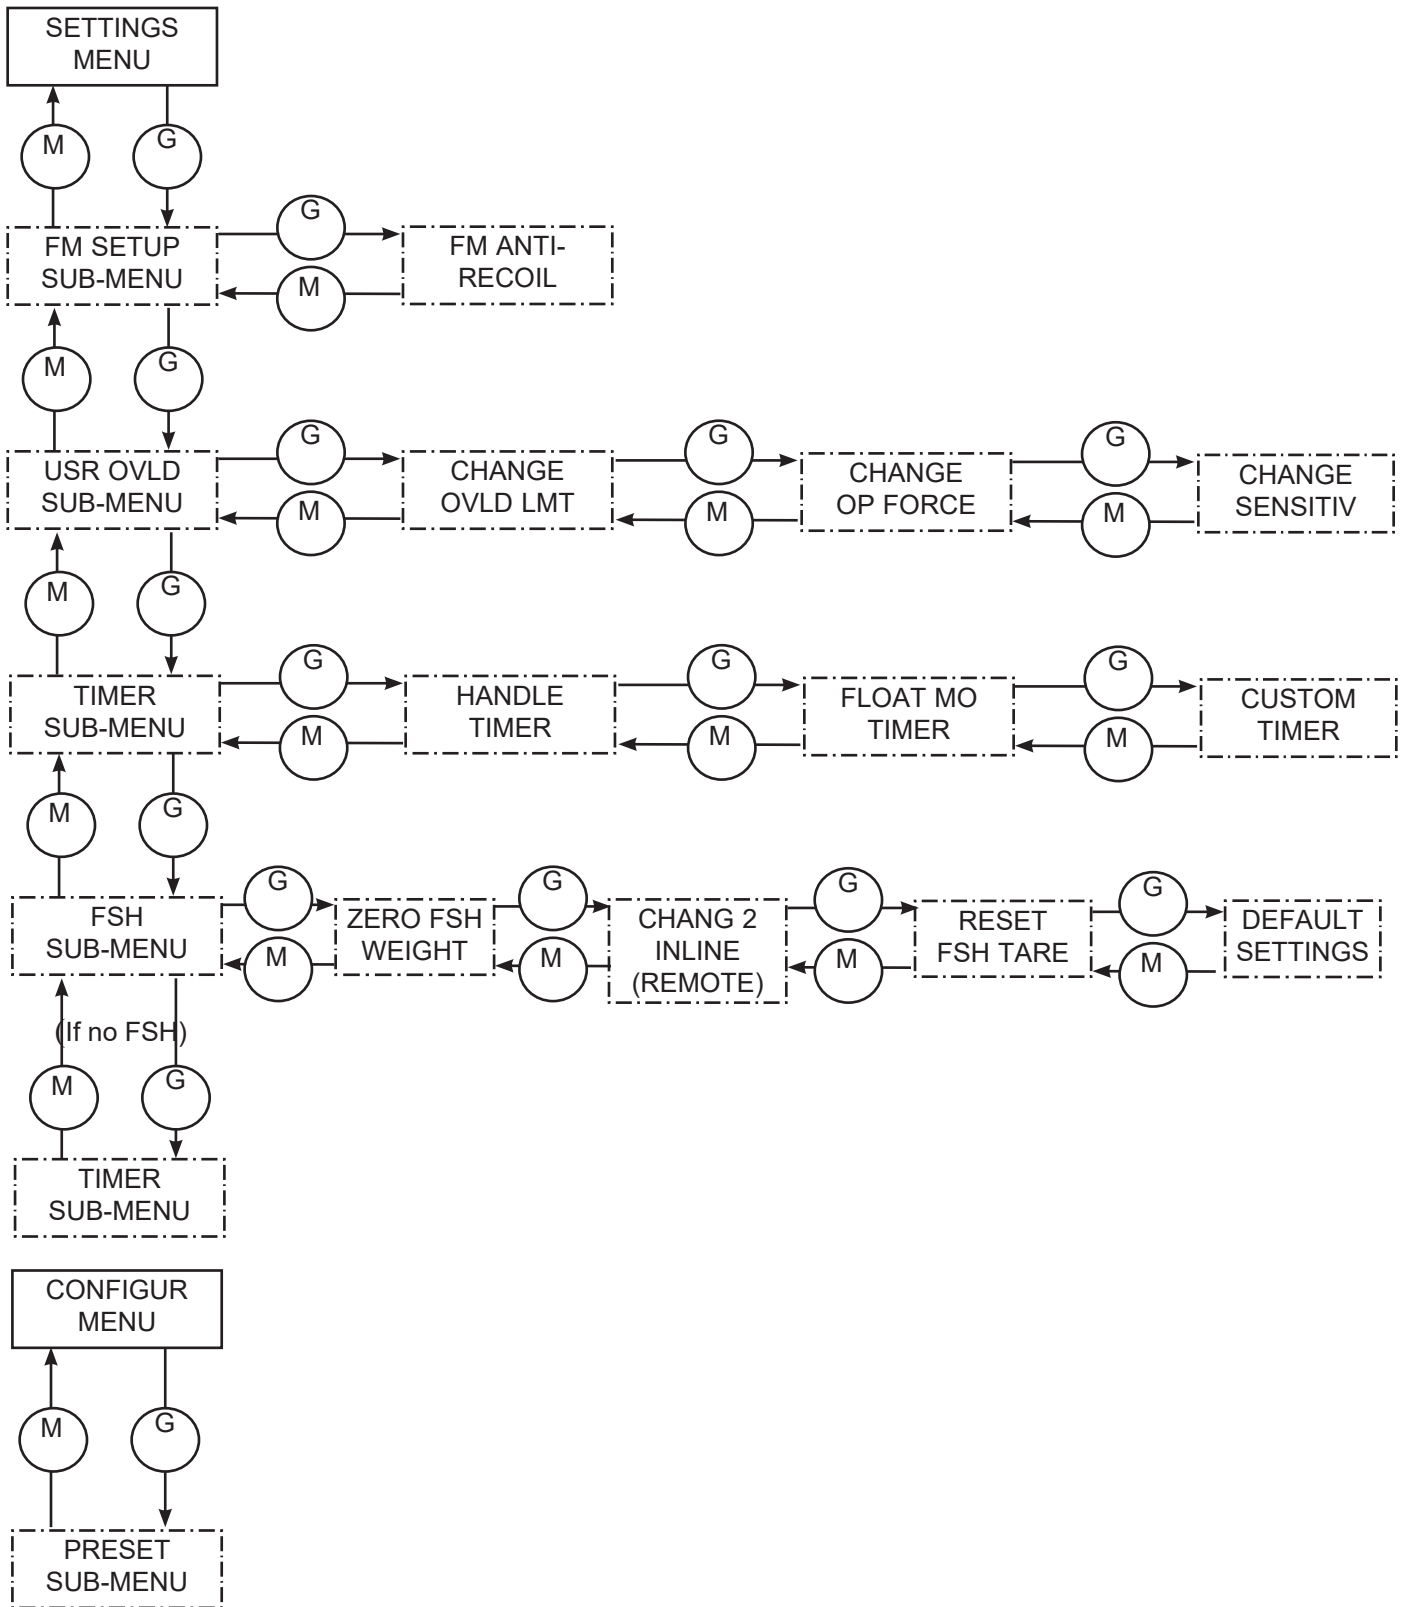 SETTINGS
MENU
M
G
FM SETUP
SUB-MENU
G
M
FM ANTI-
RECOIL
M
G
USR OVLD
SUB-MENU
G
M
CHANGE
OVLD LMT
G
M
CHANGE
OP FORCE
G
M
CHANGE
SENSITIV
M
G
TIMER
SUB-MENU
G
M
HANDLE
TIMER
G
M
FLOAT MO
TIMER
G
M
CUSTOM
TIMER
M
G
FSH
SUB-MENU
G
M
ZERO FSH
WEIGHT
G
M
CHANG 2
INLINE
(REMOTE)
G
M
RESET
FSH TARE
G
M
DEFAULT
SETTINGS
(If no FSH)
M
G
TIMER
SUB-MENU
CONFIGUR
MENU
M
G
PRESET
SUB-MENU